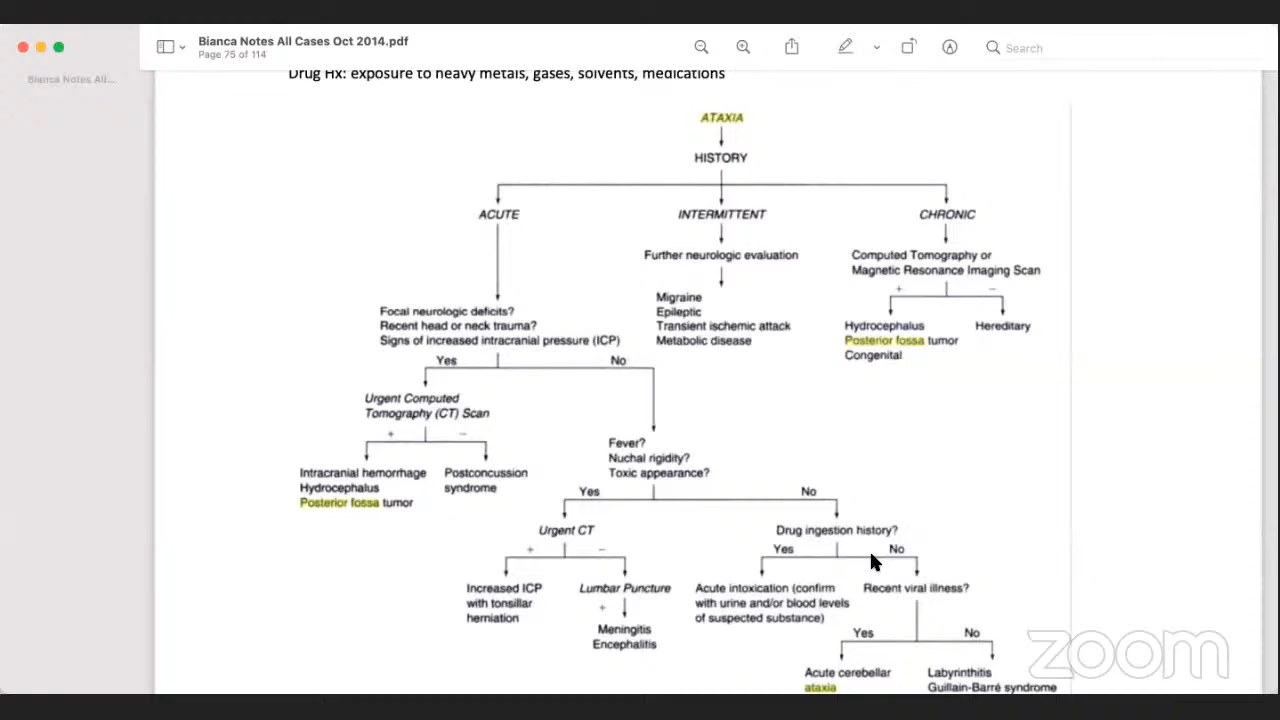 Bianca Notes All Cases Oct 2014.pdf
Page 75 of 114
Search
Bianca Notes All...
Drug Hx: exposure to heavy metals, gases, solvents, medications
ATAXIA
HISTORY
ACUTE
INTERMITTENT
CHRONIC
Further neurologic evaluation
Computed Tomography or
Magnetic Resonance Imaging Scan
+
−
Migraine
Epileptic
Transient ischemic attack
Metabolic disease
Hydrocephalus
Posterior fossa tumor
Congenital
Hereditary
Focal neurologic deficits?
Recent head or neck trauma?
Signs of increased intracranial pressure (ICP)
Yes
No
Urgent Computed
Tomography (CT) Scan
+
−
Intracranial hemorrhage
Hydrocephalus
Posterior fossa tumor
Postconcussion
syndrome
Fever?
Nuchal rigidity?
Toxic appearance?
Yes
No
Urgent CT
+
−
Increased ICP
with tonsillar
herniation
Lumbar Puncture
+
Meningitis
Encephalitis
Drug ingestion history?
Yes
No
Acute intoxication (confirm
with urine and/or blood levels
of suspected substance)
Recent viral illness?
Yes
No
Acute cerebellar
ataxia
Labyrinthitis
Guillain-Barré syndrome
zoom